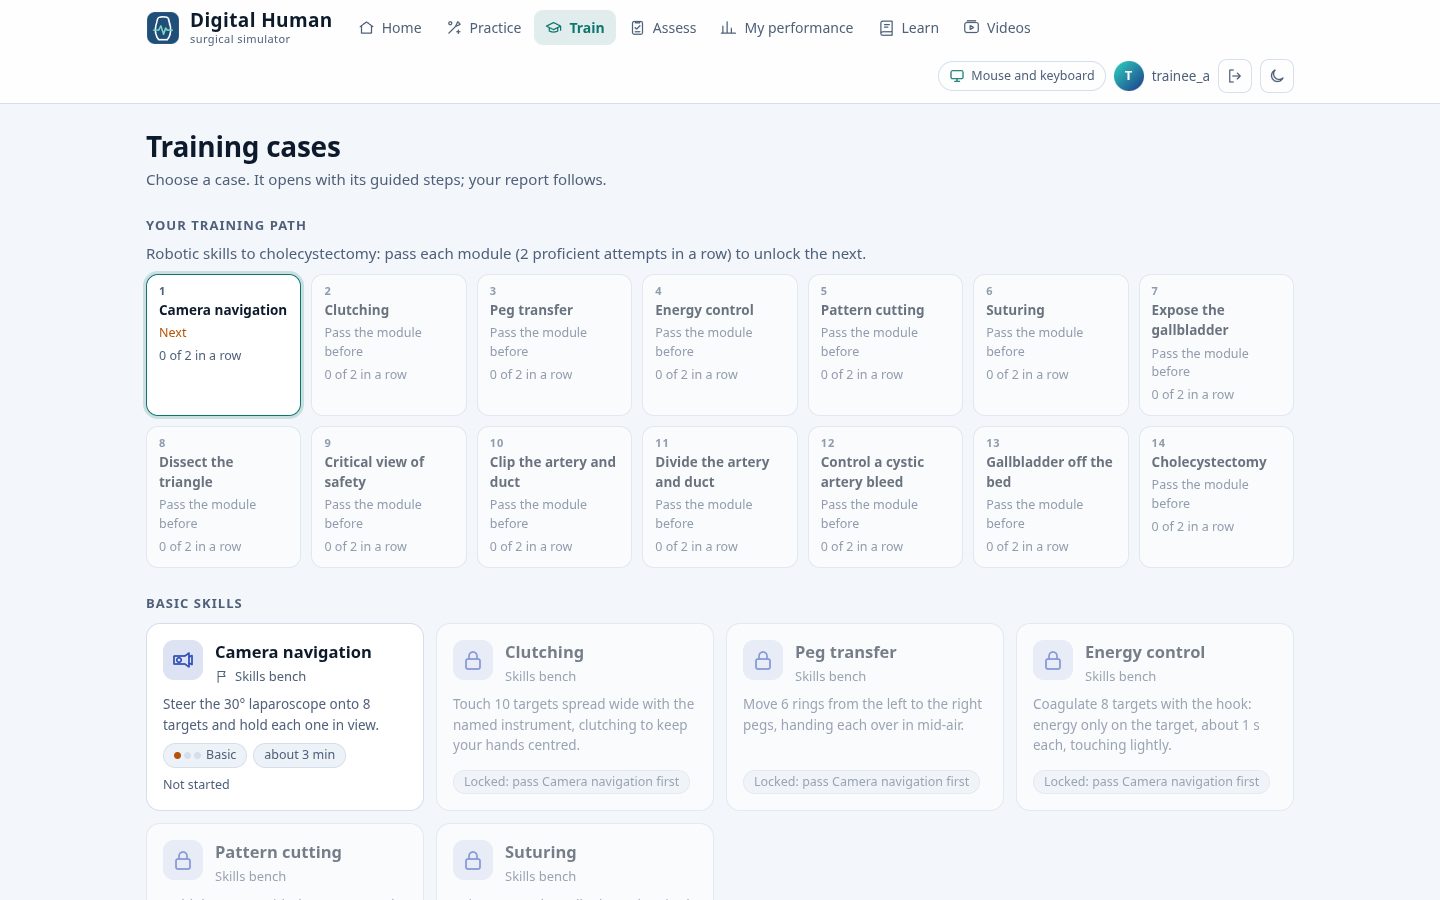 Digital Human
surgical simulator
Home
Practice
Train
Assess
My performance
Learn
Videos
Mouse and keyboard
T
trainee_a
Training cases
Choose a case. It opens with its guided steps; your report follows.
YOUR TRAINING PATH
Robotic skills to cholecystectomy: pass each module (2 proficient attempts in a row) to unlock the next.
1
Camera navigation
Next
0 of 2 in a row
2
Clutching
Pass the module
before
0 of 2 in a row
3
Peg transfer
Pass the module
before
0 of 2 in a row
4
Energy control
Pass the module
before
0 of 2 in a row
5
Pattern cutting
Pass the module
before
0 of 2 in a row
6
Suturing
Pass the module
before
0 of 2 in a row
7
Expose the
gallbladder
Pass the module
before
0 of 2 in a row
8
Dissect the
triangle
Pass the module
before
0 of 2 in a row
9
Critical view of
safety
Pass the module
before
0 of 2 in a row
10
Clip the artery and
duct
Pass the module
before
0 of 2 in a row
11
Divide the artery
and duct
Pass the module
before
0 of 2 in a row
12
Control a cystic
artery bleed
Pass the module
before
0 of 2 in a row
13
Gallbladder off the
bed
Pass the module
before
0 of 2 in a row
14
Cholecystectomy
Pass the module
before
0 of 2 in a row
BASIC SKILLS
Camera navigation
Skills bench
Steer the 30° laparoscope onto 8
targets and hold each one in view.
Basic
about 3 min
Not started
Clutching
Skills bench
Touch 10 targets spread wide with the
named instrument, clutching to keep
your hands centred.
Locked: pass Camera navigation first
Peg transfer
Skills bench
Move 6 rings from the left to the right
pegs, handing each over in mid-air.
Locked: pass Camera navigation first
Energy control
Skills bench
Coagulate 8 targets with the hook:
energy only on the target, about 1 s
each, touching lightly.
Locked: pass Camera navigation first
Pattern cutting
Skills bench
Suturing
Skills bench